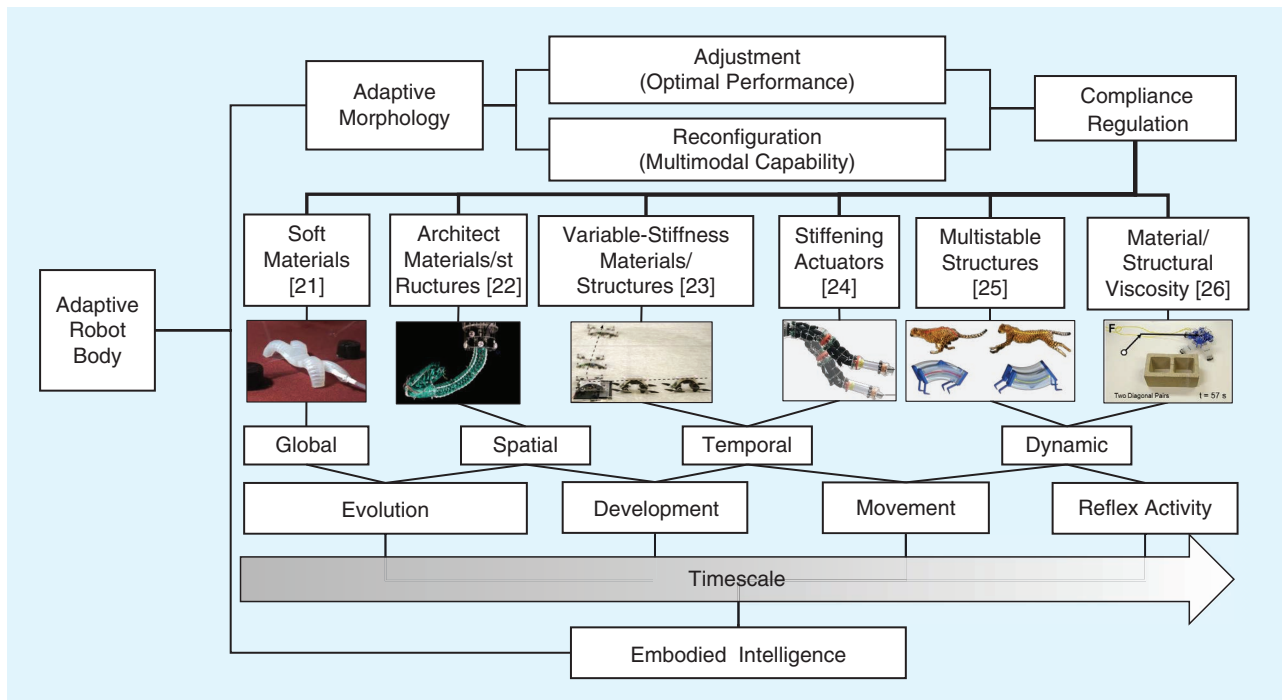 Adjustment
(Optimal Performance)
Adaptive
Morphology
Compliance
Regulation
Reconfiguration
(Multimodal Capability)
Soft
Materials
[21]
Architect
Materials/st
Ructures [22]
Variable-Stiffness
Materials/
Structures [23]
Stiffening
Actuators
[24]
Multistable
Structures
[25]
Material/
Structural
Viscosity [26]
Adaptive
Robot
Body
F
Two Diagonal Pairs
t = 57 s
Global
Spatial
Temporal
Dynamic
Evolution
Development
Movement
Reflex Activity
Timescale
Embodied Intelligence